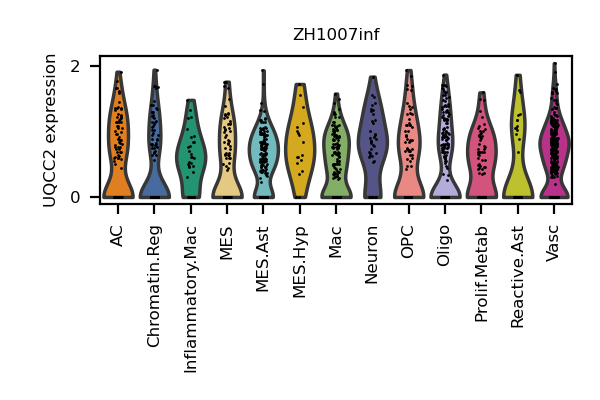 ZH1007inf
UQCC2 expression
2
0
AC
Chromatin.Reg
Inflammatory.Mac
MES
MES.Ast
MES.Hyp
Mac
Neuron
OPC
Oligo
Prolif.Metab
Reactive.Ast
Vasc